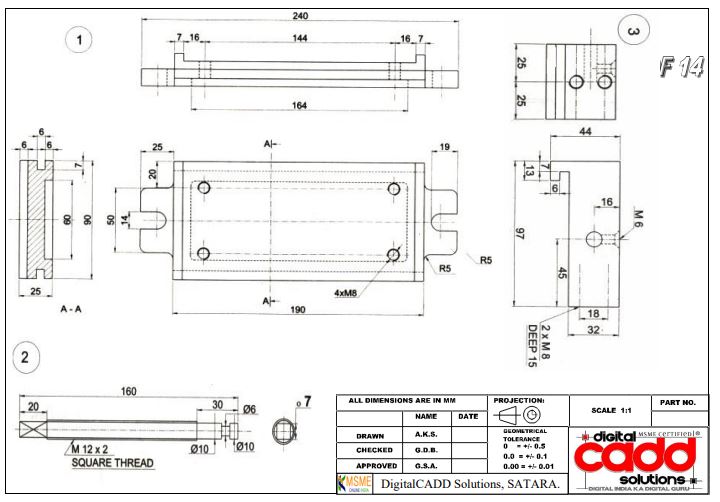 1
240
7 16 144 16 7
164
3
25
25
F 14
6
6 6
7
60
90
25
A - A
25
A
19
20
50
14
A
4xM8
R5
R5
190
44
7
13
6
16
M 6
97
45
18
32
2 x M 8
DEEP 15
2
160
20
30
Ø6
ø 7
Ø10
Ø10
M 12 x 2
SQUARE THREAD
ALL DIMENSIONS ARE IN MM
NAME DATE
DRAWN A.K.S.
CHECKED G.D.B.
APPROVED G.S.A.
PROJECTION:
GEOMETRICAL
TOLERANCE
0 = +/- 0.5
0.0 = +/- 0.1
0.00 = +/- 0.01
SCALE 1:1
PART NO.
MSME
ONLINE INDIA
DigitalCADD Solutions, SATARA.
digital MSME CERTIFIED ®
cadd
solutions
DIGITAL INDIA KA DIGITAL GURU